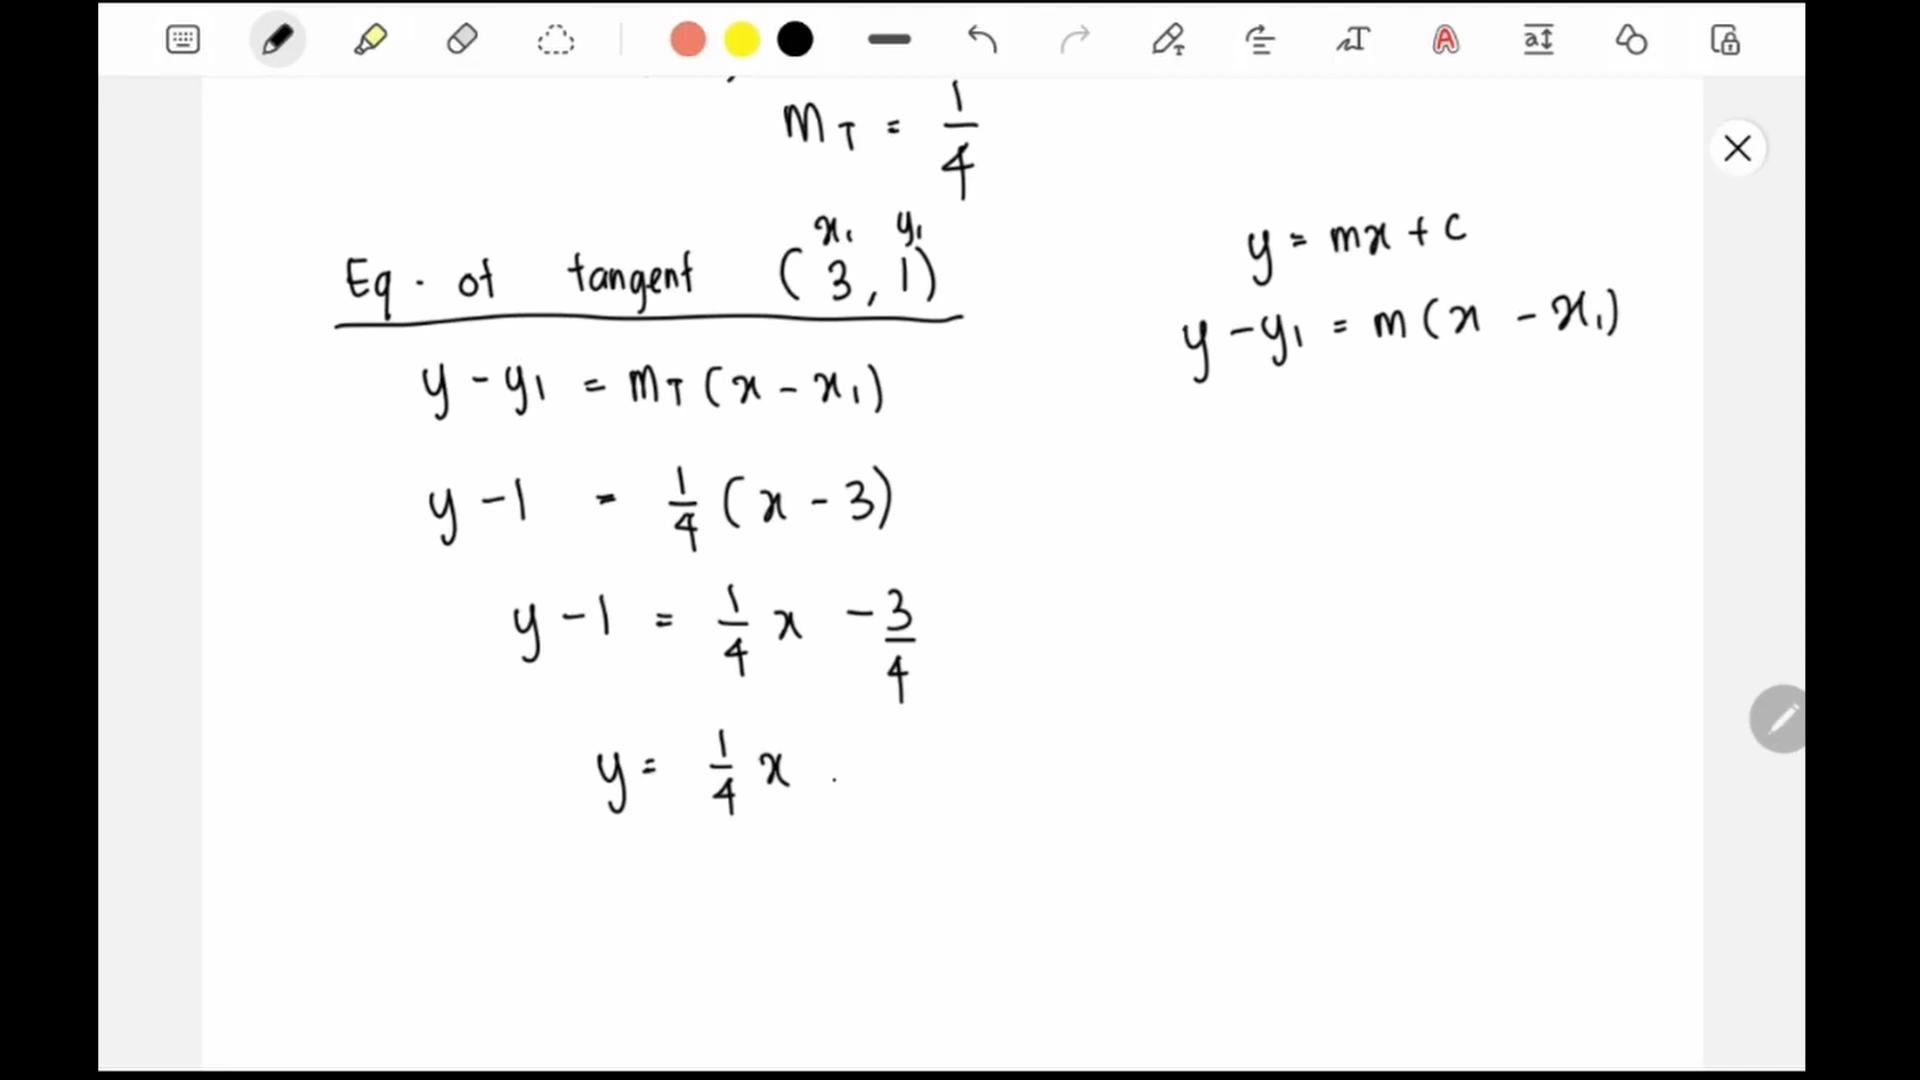 m_T = 1/4
x₁ y₁
Eq. of tangent (3, 1)
y - y₁ = m_T (x - x₁)
y - 1 = 1/4 (x - 3)
y - 1 = 1/4 x - 3/4
y = 1/4 x .
y = mx + c
y - y₁ = m (x - x₁)